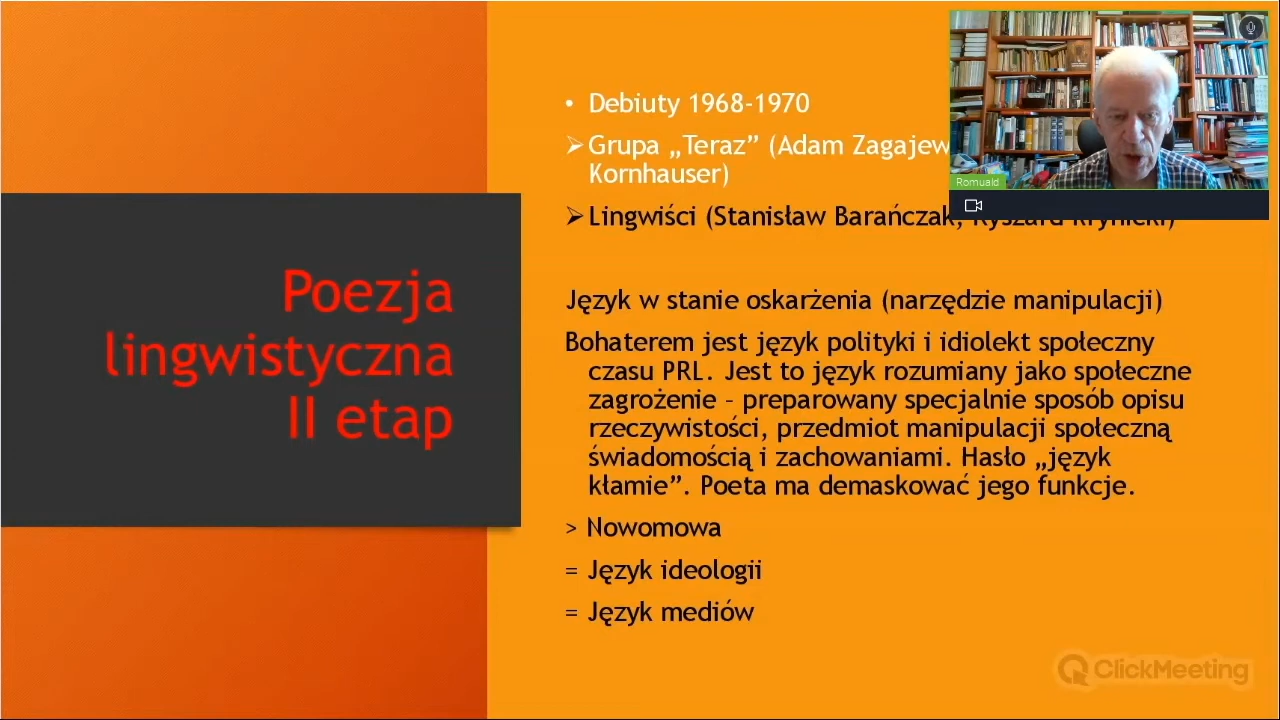 Poezja
lingwistyczna
II etap
• Debiuty 1968-1970
➢ Grupa „Teraz” (Adam Zagajew
Kornhauser)
➢ Lingwiści (Stanisław Barańczak, Ryszard Krynicki)
Język w stanie oskarżenia (narzędzie manipulacji)
Bohaterem jest język polityki i idiolekt społeczny
czasu PRL. Jest to język rozumiany jako społeczne
zagrożenie – preparowany specjalnie sposób opisu
rzeczywistości, przedmiot manipulacji społeczną
świadomością i zachowaniami. Hasło „język
kłamie”. Poeta ma demaskować jego funkcje.
> Nowomowa
= Język ideologii
= Język mediów
Romuald
ClickMeeting